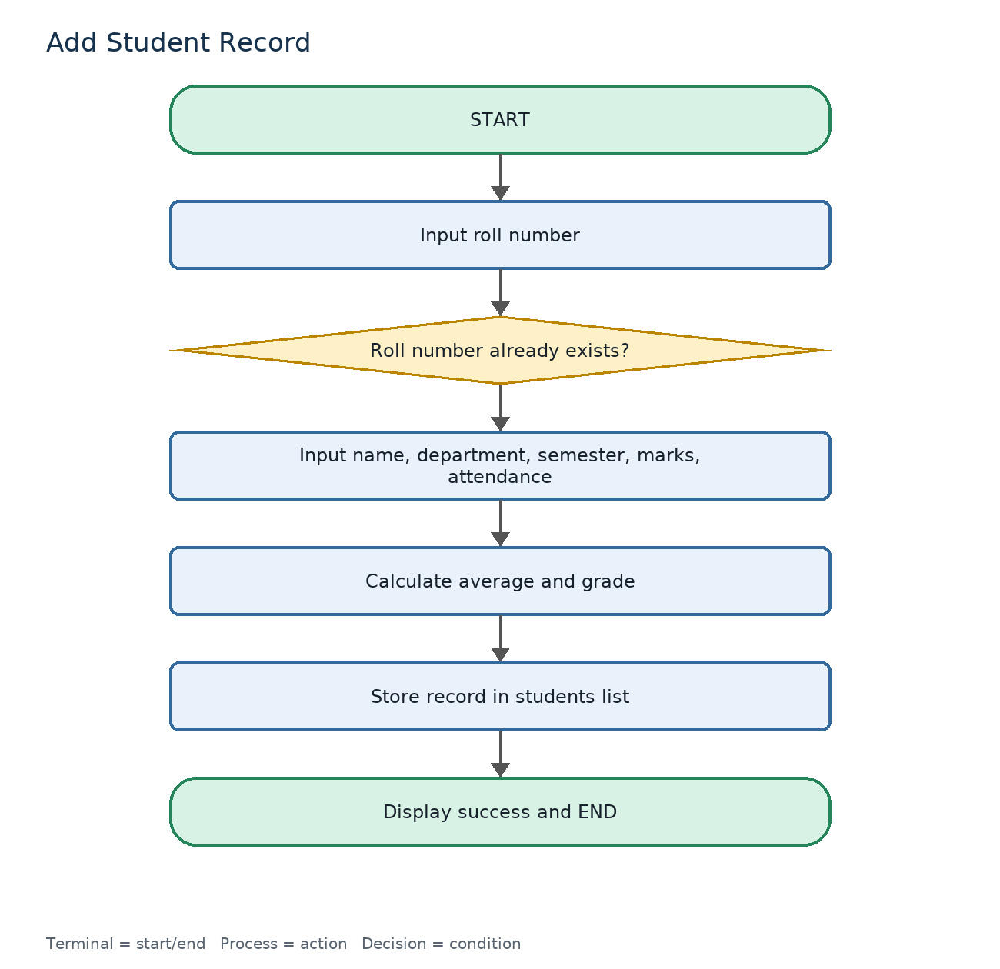 Add Student Record
START
Input roll number
Roll number already exists?
Input name, department, semester, marks,
attendance
Calculate average and grade
Store record in students list
Display success and END
Terminal = start/end   Process = action   Decision = condition